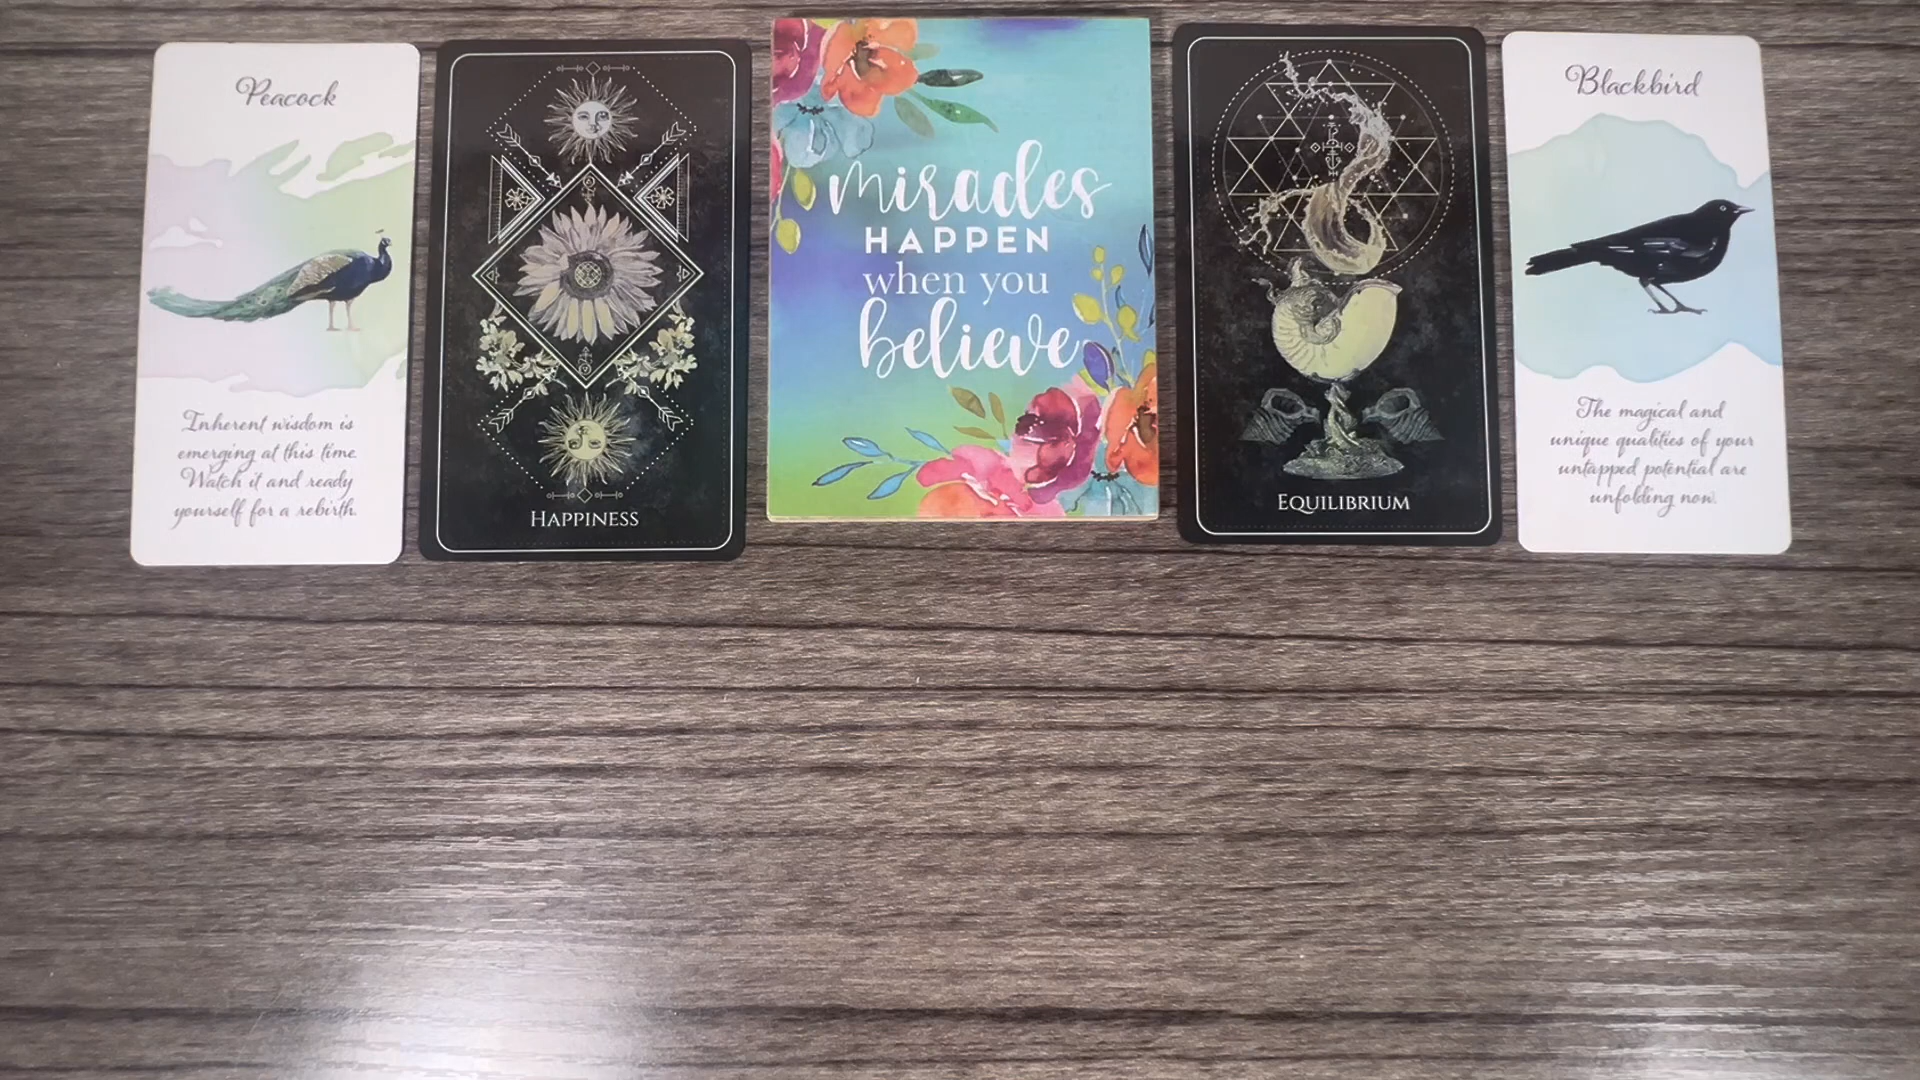 Peacock
Inherent wisdom is
emerging at this time.
Watch it and ready
yourself for a rebirth.
HAPPINESS
miracles
HAPPEN
when you
believe
EQUILIBRIUM
Blackbird
The magical and
unique qualities of your
untapped potential are
unfolding now.